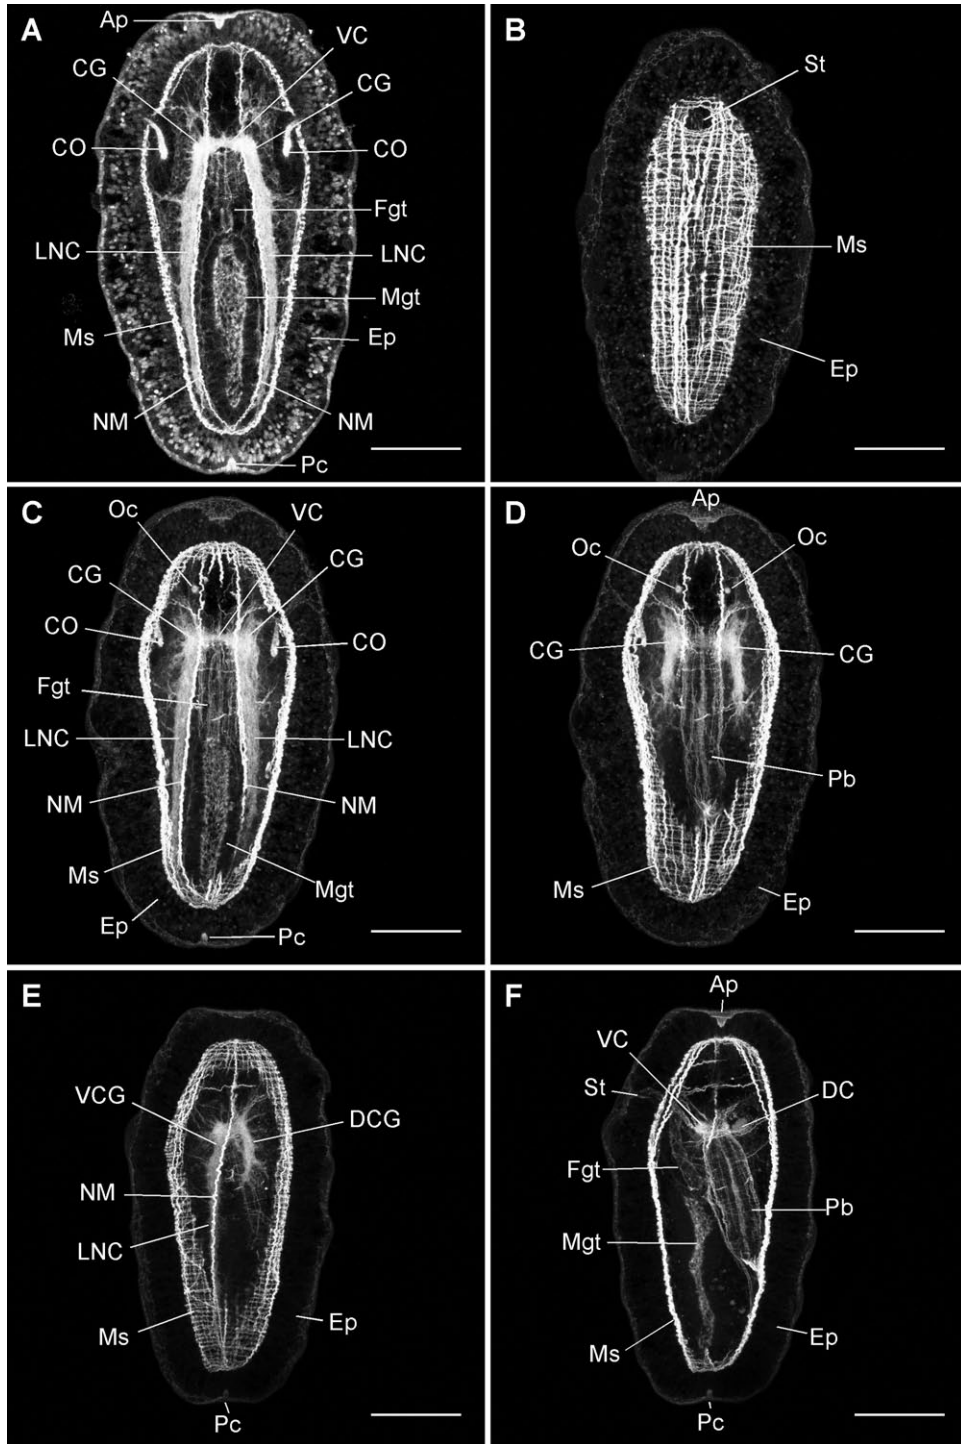 A
Ap
VC
CG
CG
CO
CO
Fgt
LNC
LNC
Mgt
Ms
Ep
NM
NM
Pc
B
St
Ms
Ep
C
Oc
VC
CG
CG
CO
CO
Fgt
LNC
LNC
NM
NM
Ms
Mgt
Ep
Pc
D
Ap
Oc
Oc
CG
CG
Pb
Ms
Ep
E
VCG
DCG
NM
LNC
Ms
Ep
Pc
F
Ap
VC
St
DC
Fgt
Pb
Mgt
Ms
Ep
Pc